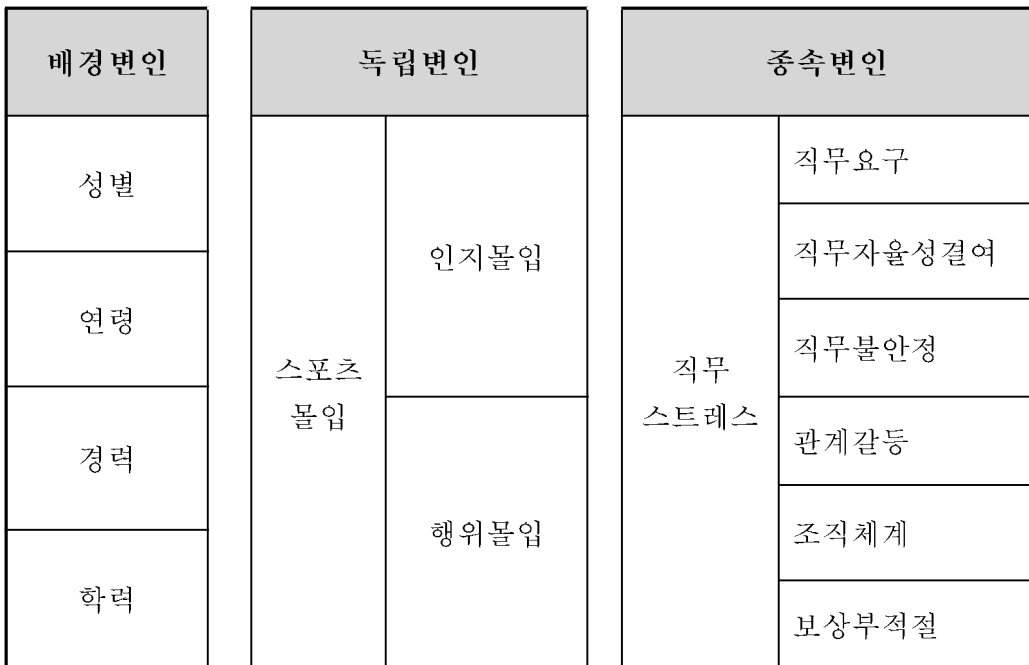 배경변인
성별
연령
경력
학력
독립변인
스포츠
몰입
인지몰입
행위몰입
종속변인
직무
스트레스
직무요구
직무자율성결여
직무불안정
관계갈등
조직체계
보상부적절